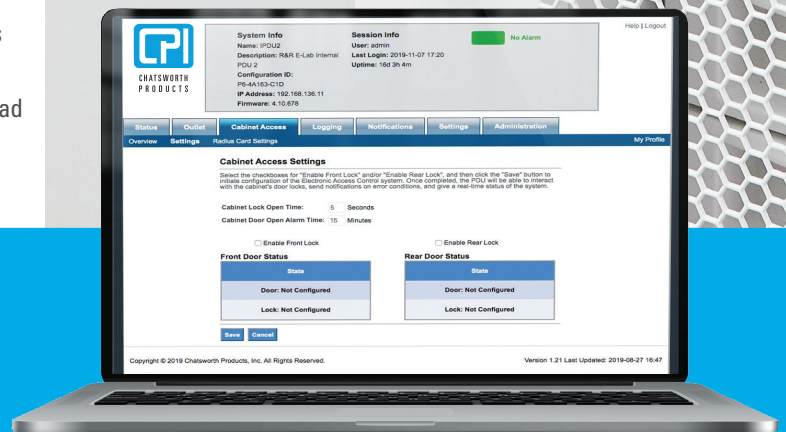 s
ad
CPI
CHATSWORTH
PRODUCTS
System Info
Name: IPDU2
Description: R&R E-Lab Internal
PDU 2
Configuration ID:
P6-4A163-C1D
IP Address: 192.168.136.11
Firmware: 4.10.678
Session Info
User: admin
Last Login: 2019-11-07 17:20
Uptime: 16d 3h 4m
No Alarm
Help | Logout
Status Outlet Cabinet Access Logging Notifications Settings Administration
Overview Settings Radius Card Settings My Profile
Cabinet Access Settings
Select the checkboxes for "Enable Front Lock" and/or "Enable Rear Lock", and then click the "Save" button to
initiate configuration of the Electronic Access Control system. Once completed, the PDU will be able to interact
with the cabinet's door locks, send notifications on error conditions, and give a real-time status of the system.
Cabinet Lock Open Time: 5 Seconds
Cabinet Door Open Alarm Time: 15 Minutes
Enable Front Lock Enable Rear Lock
Front Door Status Rear Door Status
State State
Door: Not Configured Door: Not Configured
Lock: Not Configured Lock: Not Configured
Save Cancel
Copyright © 2019 Chatsworth Products, Inc. All Rights Reserved. Version 1.21 Last Updated: 2019-08-27 16:47